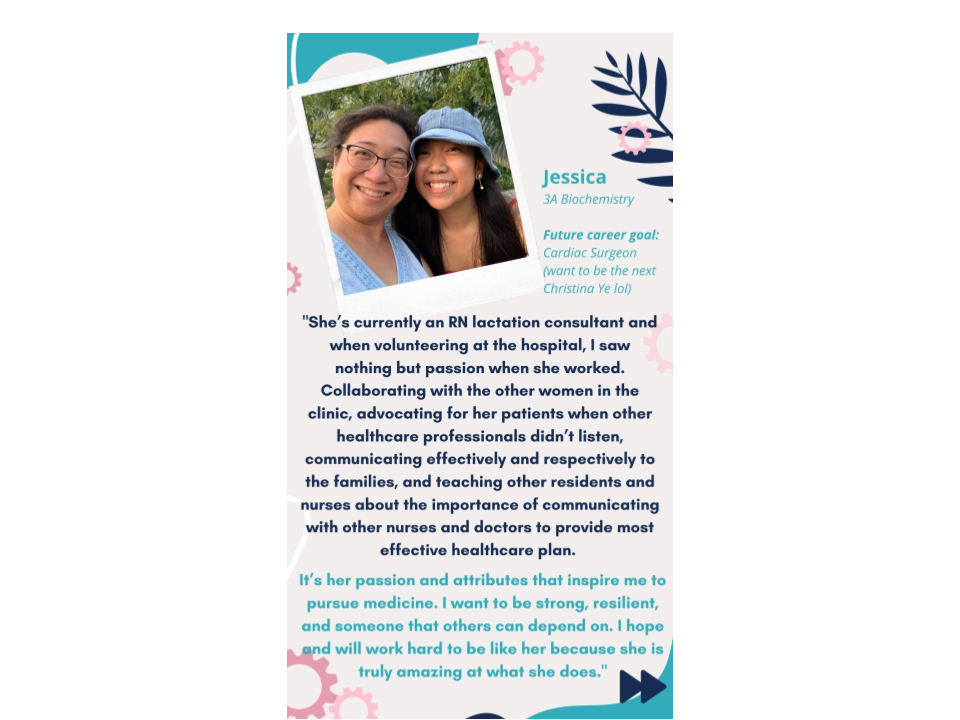 Jessica
3A Biochemistry
Future career goal:
Cardiac Surgeon
(want to be the next
Christina Ye lol)
"She’s currently an RN lactation consultant and
when volunteering at the hospital, I saw
nothing but passion when she worked.
Collaborating with the other women in the
clinic, advocating for her patients when other
healthcare professionals didn’t listen,
communicating effectively and respectively to
the families, and teaching other residents and
nurses about the importance of communicating
with other nurses and doctors to provide most
effective healthcare plan.
It’s her passion and attributes that inspire me to
pursue medicine. I want to be strong, resilient,
and someone that others can depend on. I hope
and will work hard to be like her because she is
truly amazing at what she does."